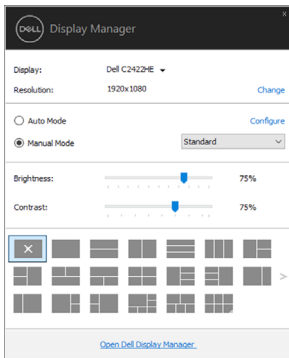 x
DELL Display Manager
Display: Dell C2422HE
Resolution: 1920x1080 Change
Auto Mode Configure
Manual Mode Standard
Brightness: 75%
Contrast: 75%
Open Dell Display Manager